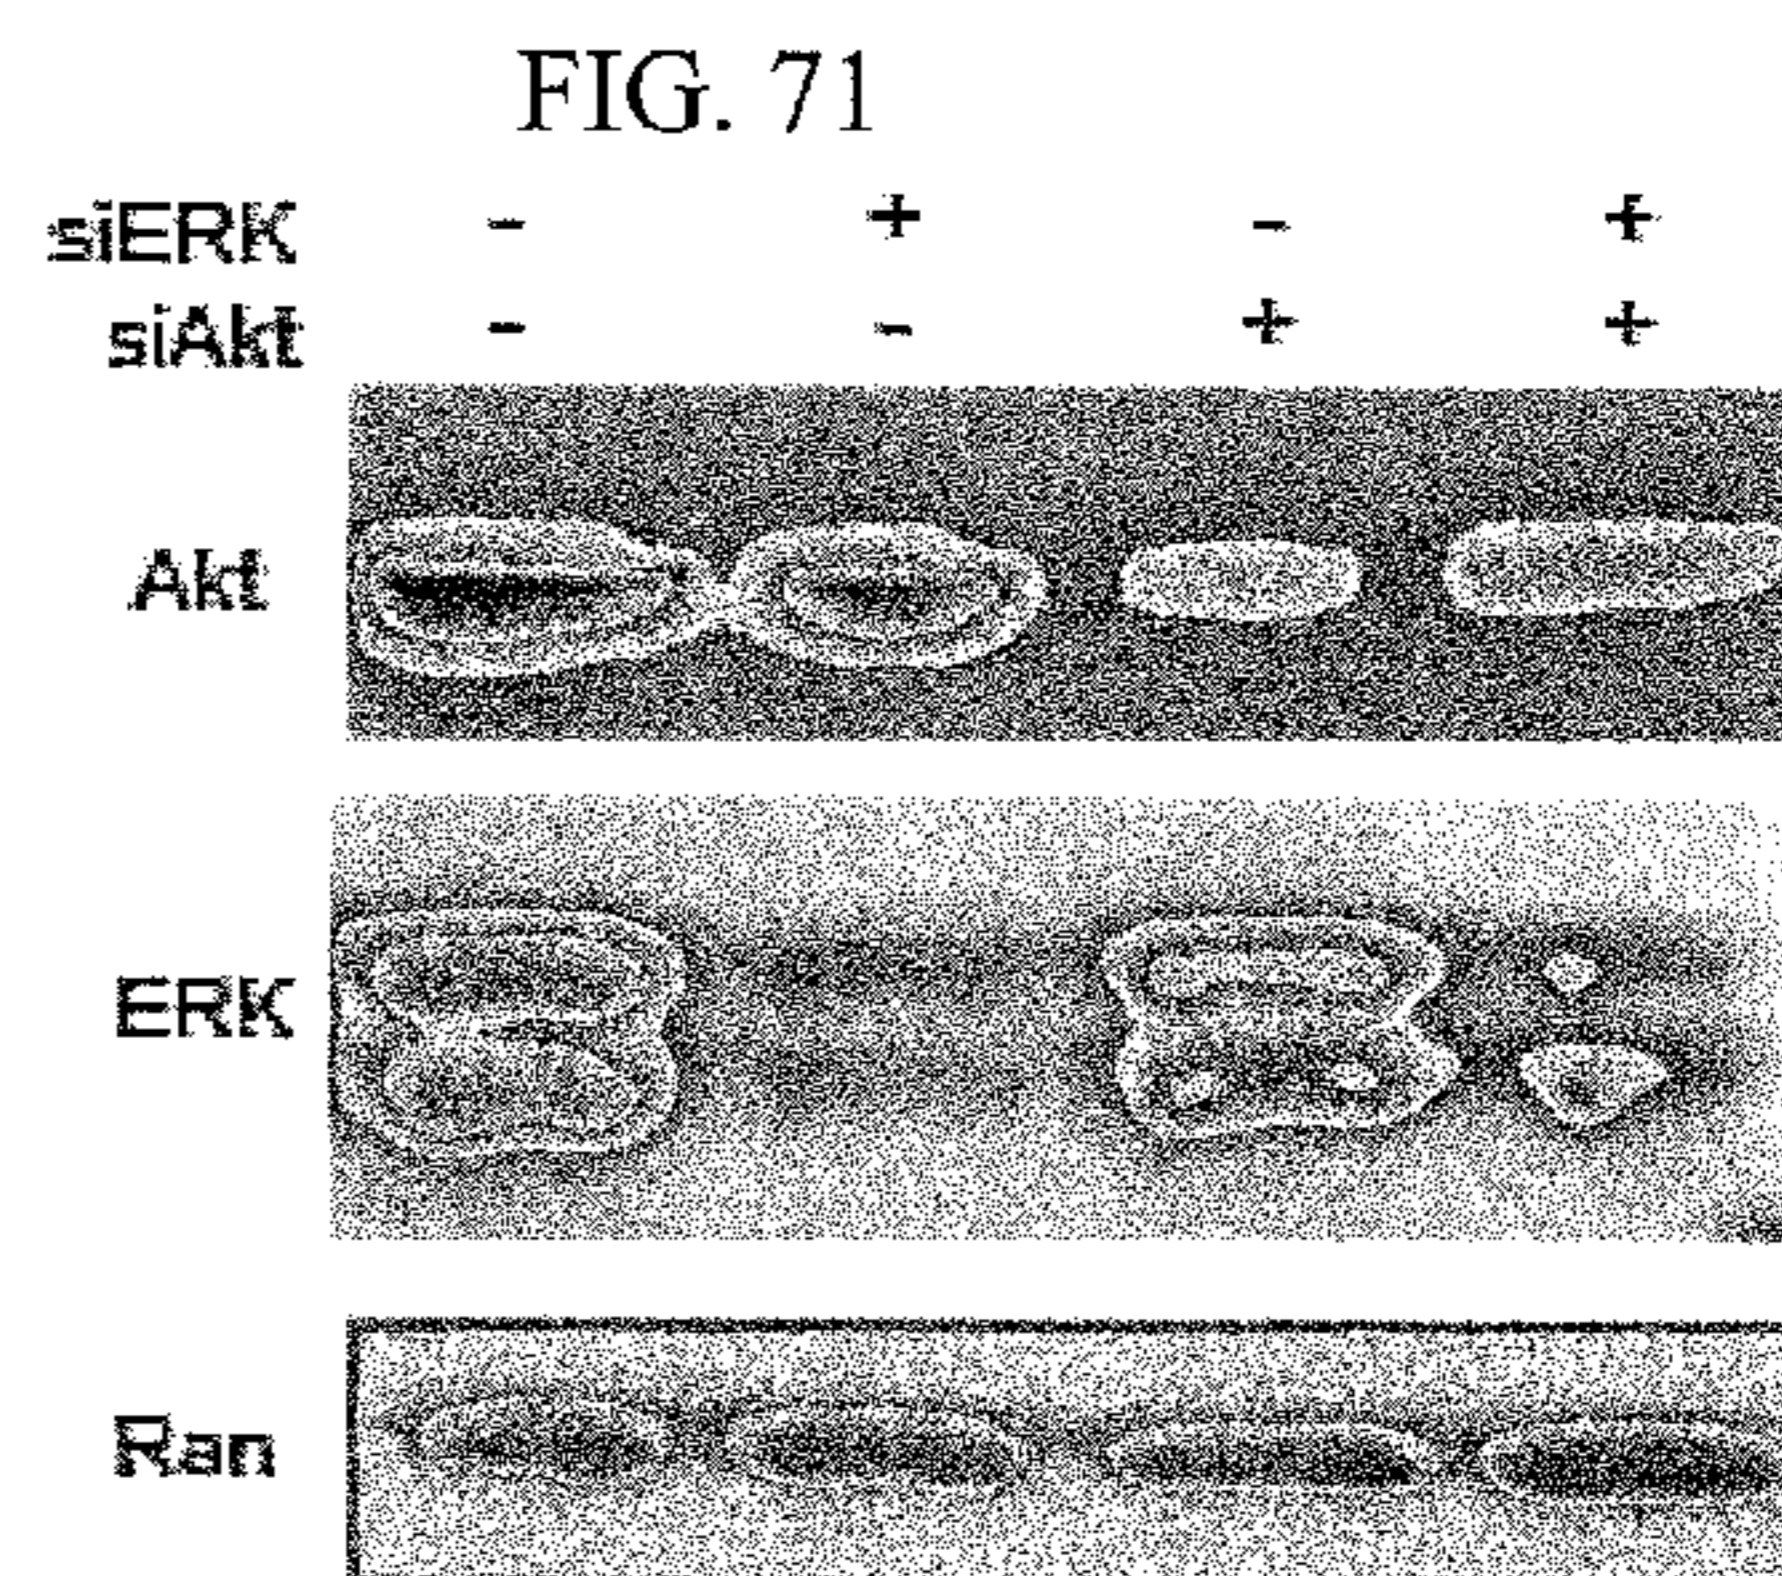 FIG. 71
siERK - + - +
siAkt - - + +
Akt
ERK
Ran